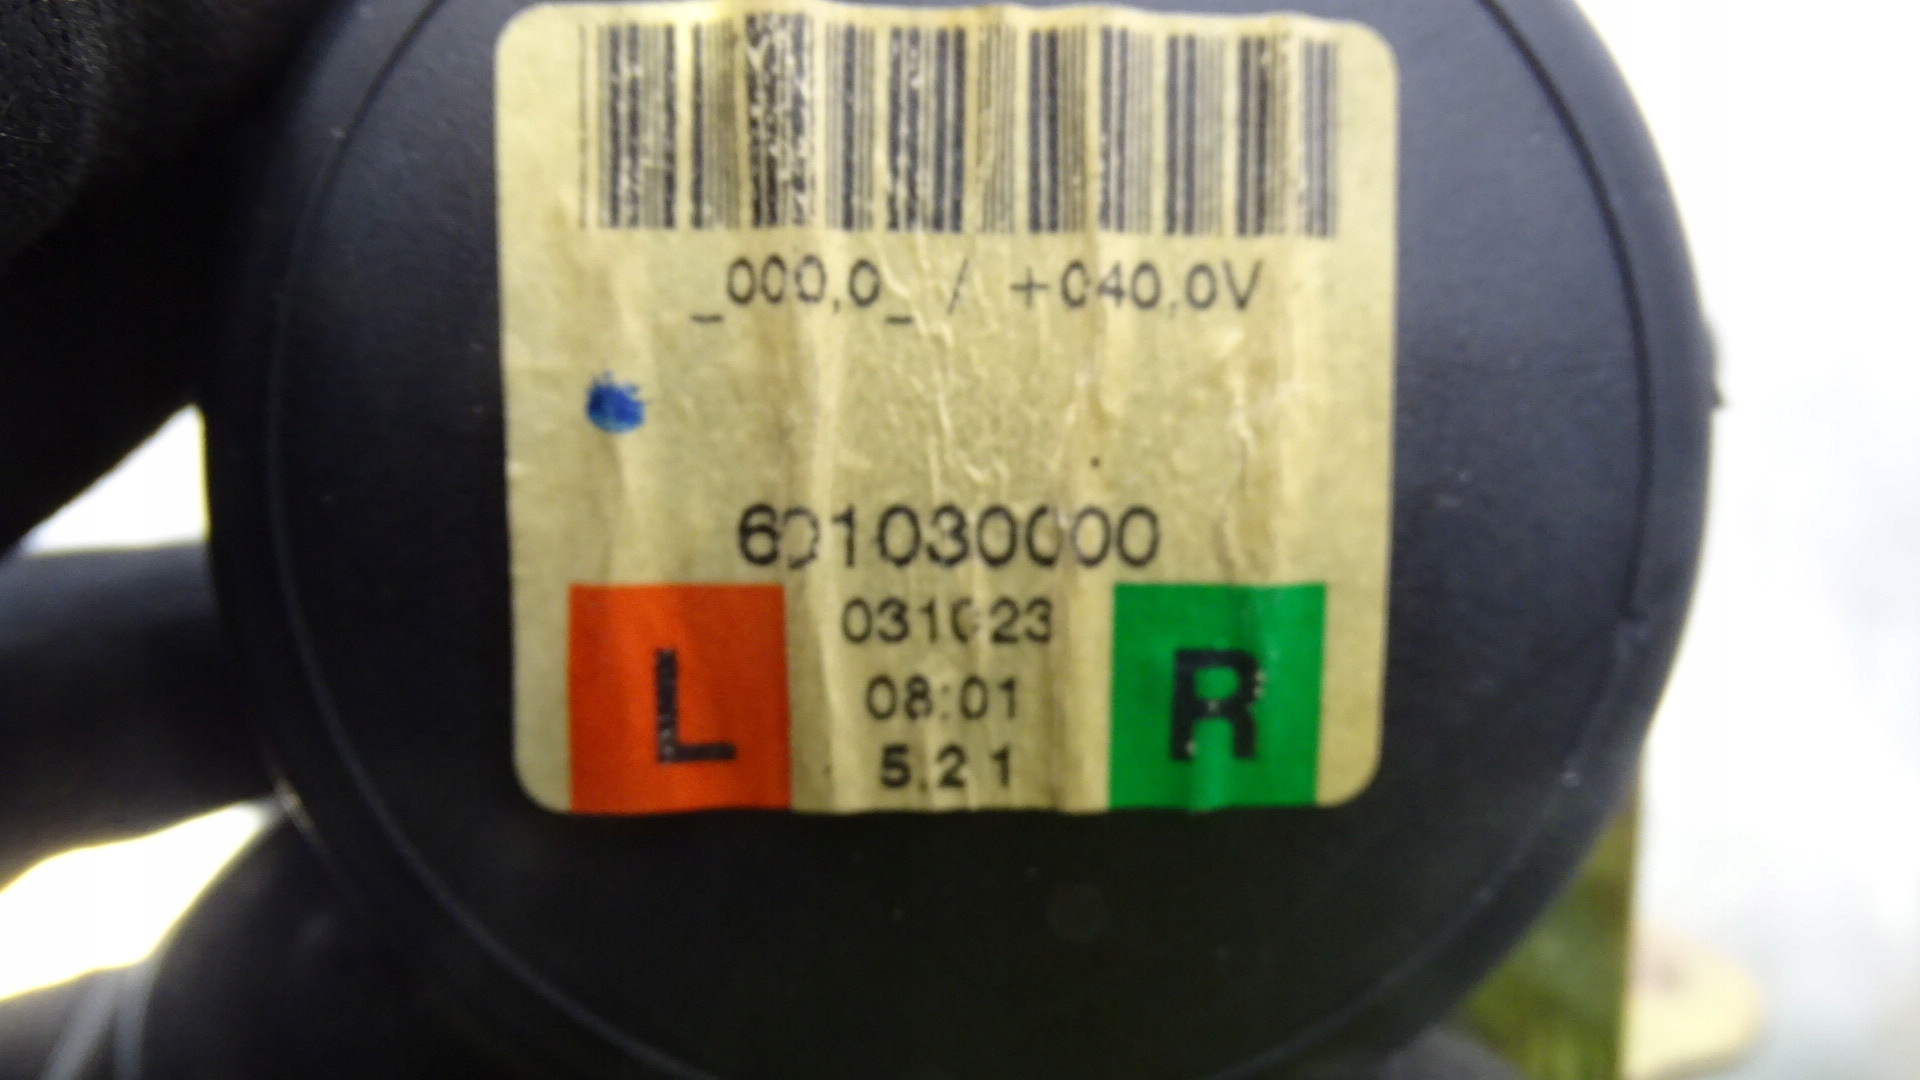 _000,0_ / +040,0V
601030000
031023
08:01
5.21
L
R